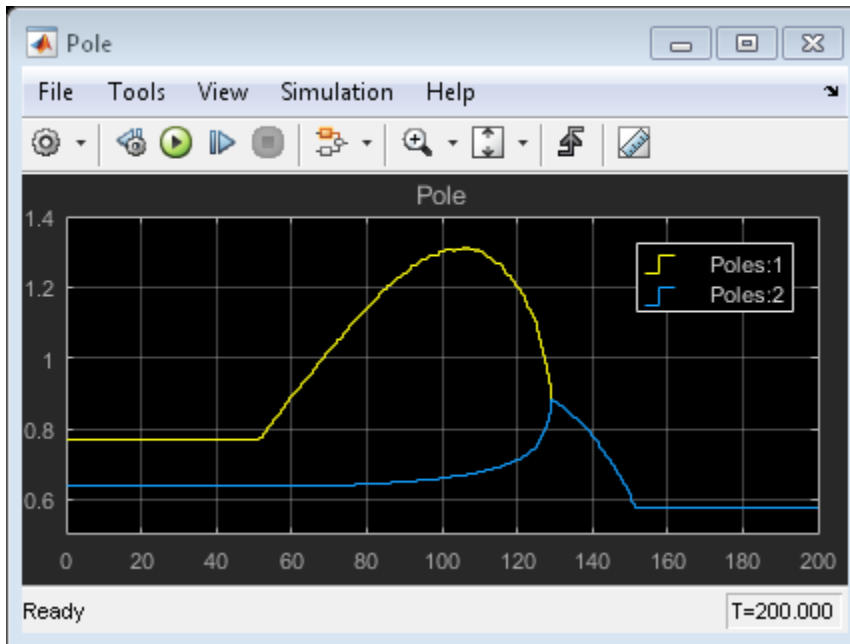 Pole
File Tools View Simulation Help
Pole
1.4
1.2
1
0.8
0.6
Poles:1
Poles:2
0 20 40 60 80 100 120 140 160 180 200
Ready T=200.000